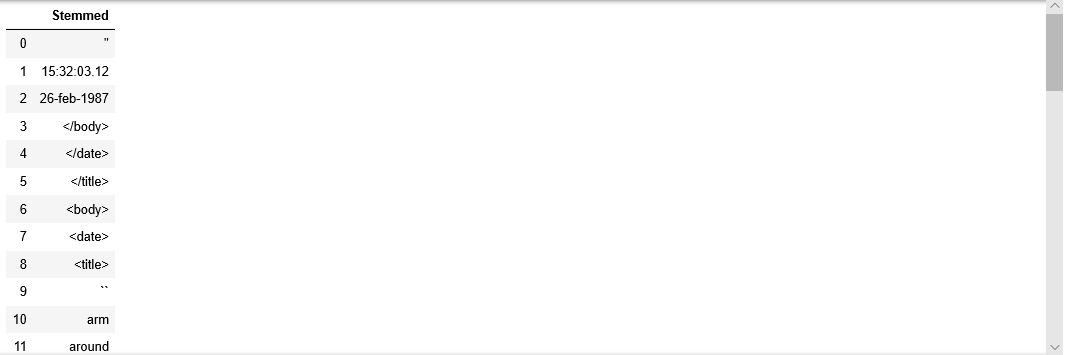 Stemmed
0 "
1 15:32:03.12
2 26-feb-1987
3 </body>
4 </date>
5 </title>
6 <body>
7 <date>
8 <title>
9 ``
10 arm
11 around